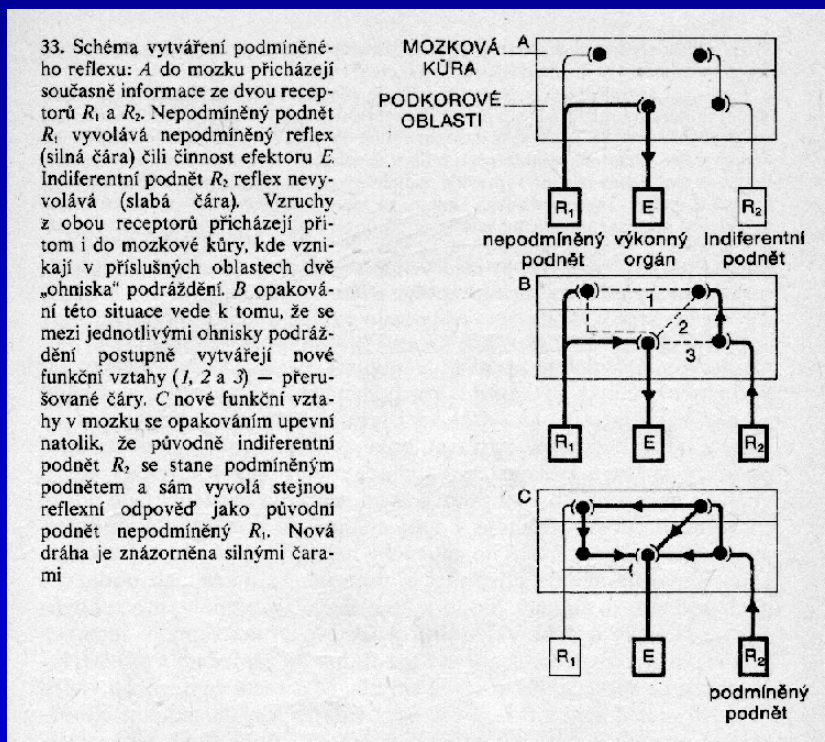 33. Schéma vytváření podmíněné-
ho reflexu: A do mozku přicházejí
současně informace ze dvou recep-
torů R₁ a R₂. Nepodmíněný podnět
R₁ vyvolává nepodmíněný reflex
(silná čára) čili činnost efektoru E.
Indiferentní podnět R₂ reflex nevy-
volává (slabá čára). Vzruchy
z obou receptorů přicházejí při-
tom i do mozkové kůry, kde vzni-
kají v příslušných oblastech dvě
„ohniska“ podráždění. B opaková-
ní této situace vede k tomu, že se
mezi jednotlivými ohnisky podráž-
dění postupně vytvářejí nové
funkční vztahy (1, 2 a 3) — přeru-
šované čáry. C nové funkční vzta-
hy v mozku se opakováním upevní
natolik, že původně indiferentní
podnět R₂ se stane podmíněným
podnětem a sám vyvolá stejnou
reflexní odpověď jako původní
podnět nepodmíněný R₁. Nová
dráha je znázorněna silnými čara-
mi
MOZKOVÁ A
KŮRA
PODKOROVÉ
OBLASTI
R₁ E R₂
nepodmíněný výkonný Indiferentní
podnět orgán podnět
B
1
2
3
R₁ E R₂
C
R₁ E R₂
podmíněný
podnět